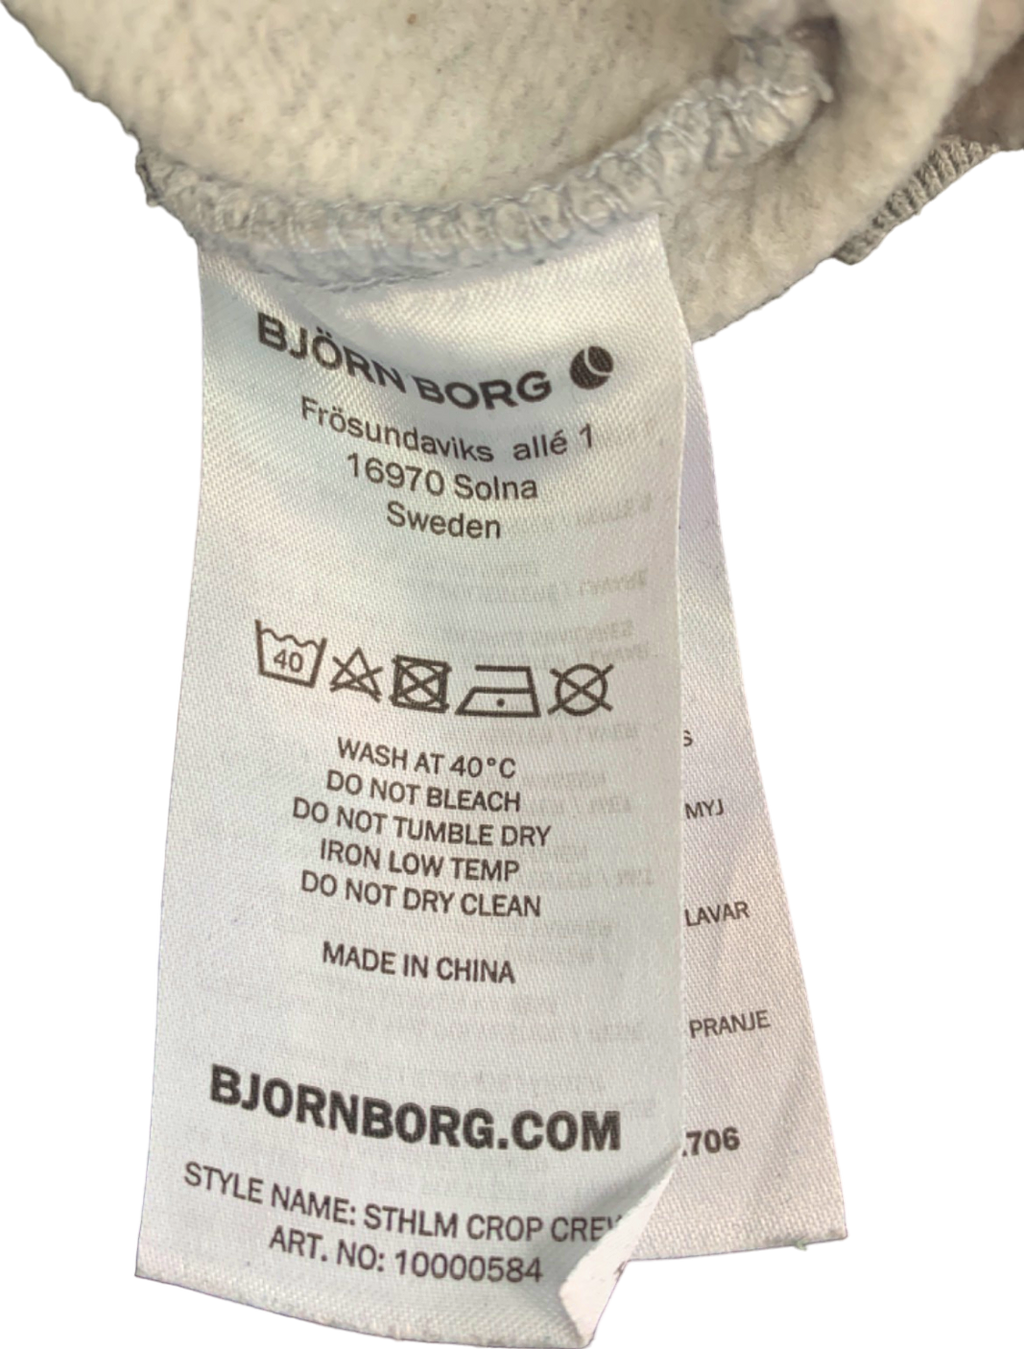 BJÖRN BORG
Frösundaviks allé 1
16970 Solna
Sweden
40
WASH AT 40°C
DO NOT BLEACH
DO NOT TUMBLE DRY
IRON LOW TEMP
DO NOT DRY CLEAN
MADE IN CHINA
BJORNBORG.COM
STYLE NAME: STHLM CROP
ART. NO: 10000584
MYJ
LAVAR
PRANJE
.706